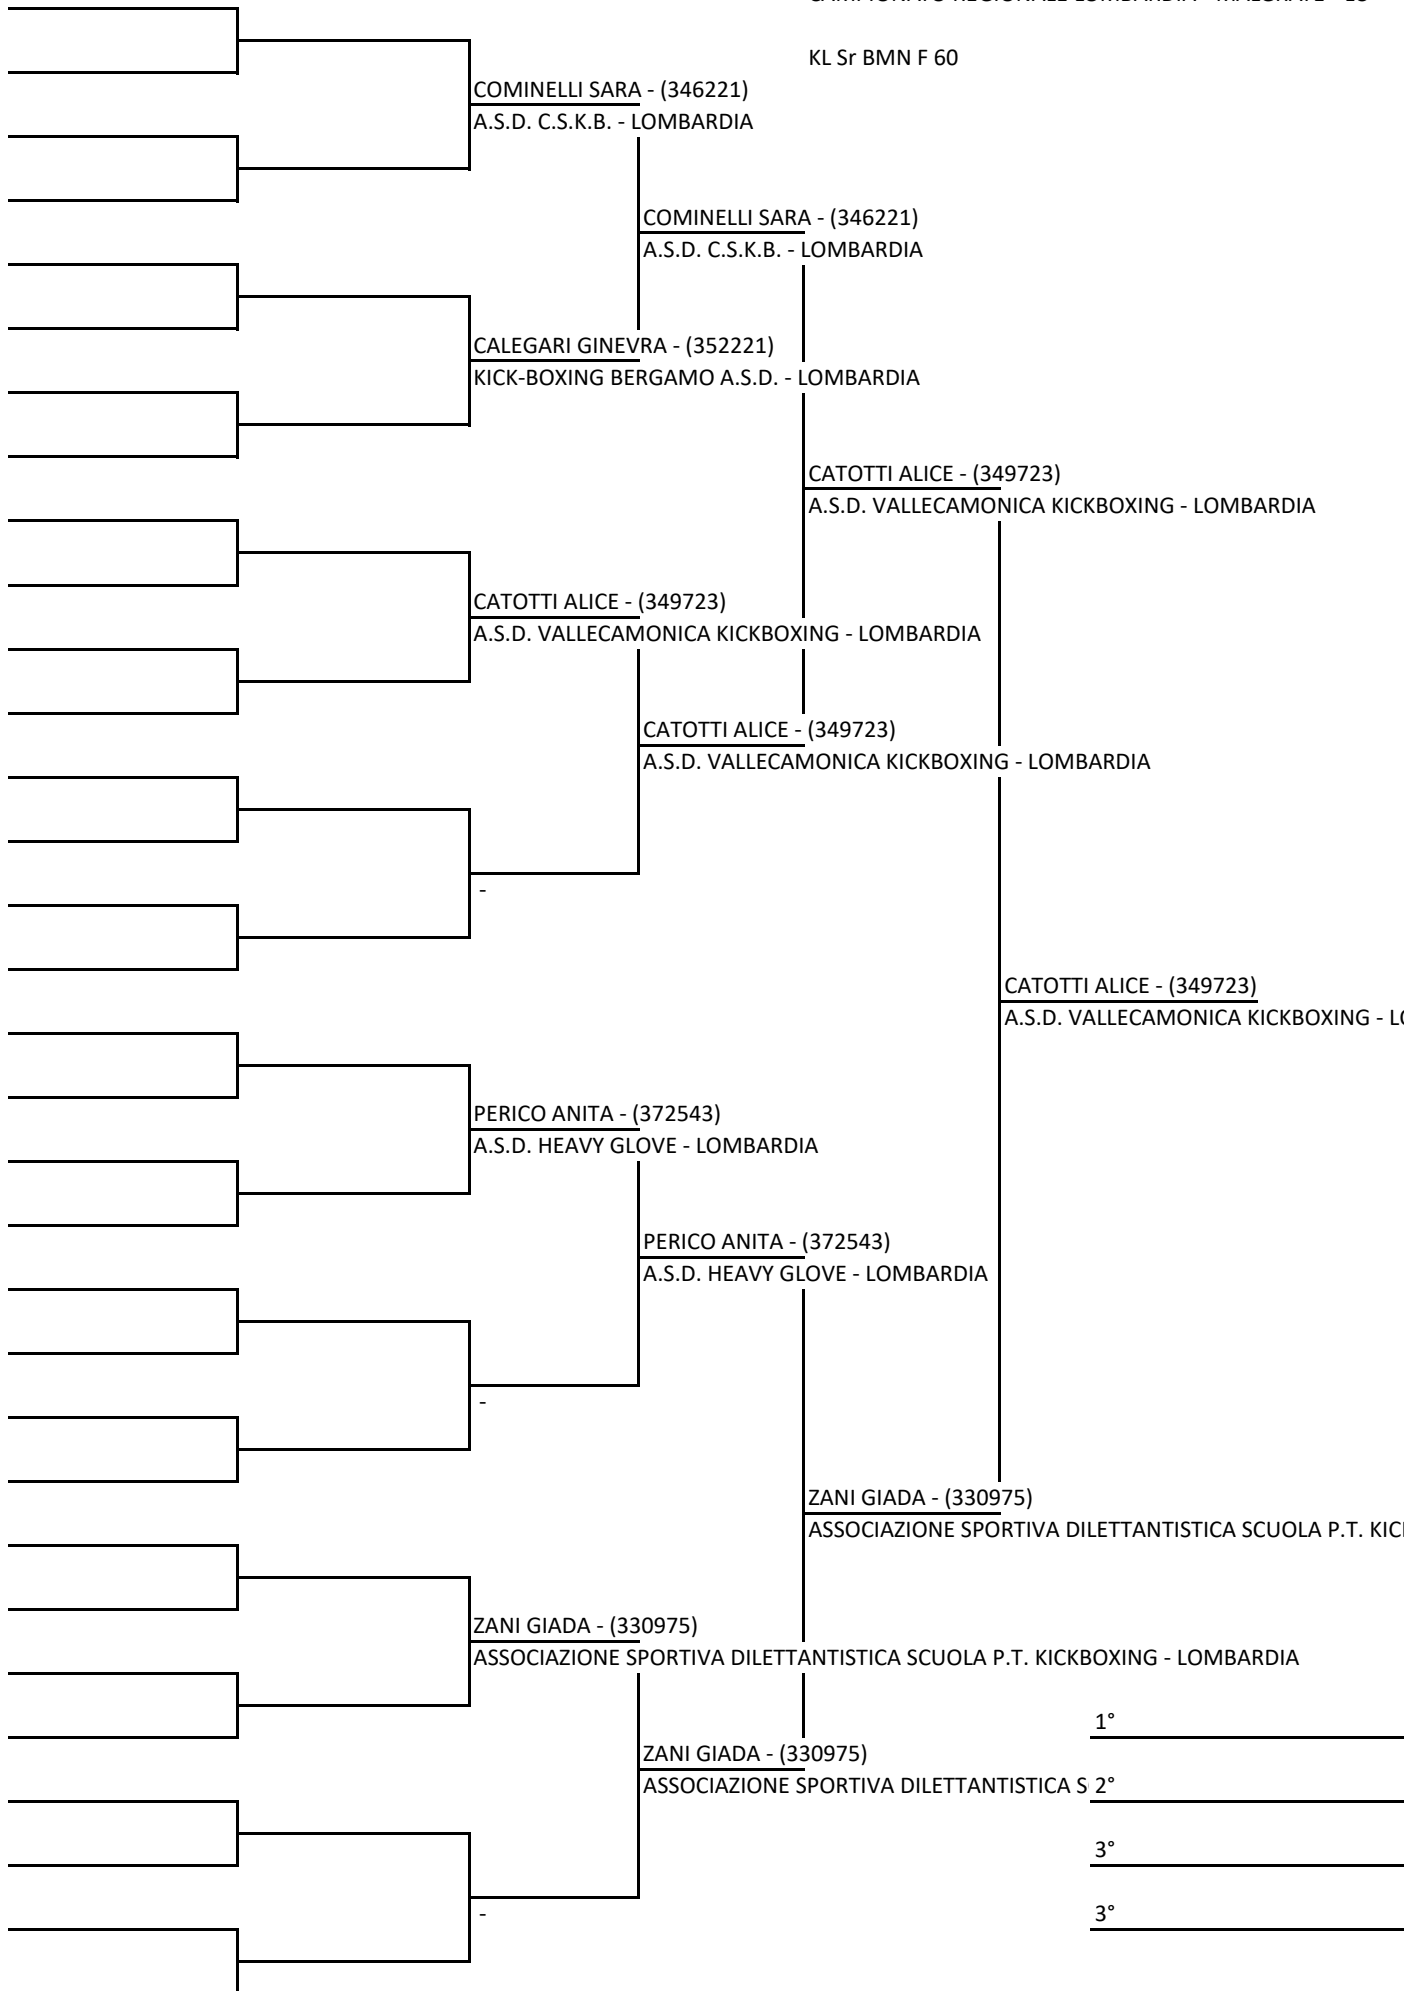 KL Sr BMN F 60
COMINELLI SARA - (346221)
A.S.D. C.S.K.B. - LOMBARDIA
COMINELLI SARA - (346221)
A.S.D. C.S.K.B. - LOMBARDIA
CALEGARI GINEVRA - (352221)
KICK-BOXING BERGAMO A.S.D. - LOMBARDIA
CATOTTI ALICE - (349723)
A.S.D. VALLECAMONICA KICKBOXING - LOMBARDIA
CATOTTI ALICE - (349723)
A.S.D. VALLECAMONICA KICKBOXING - LOMBARDIA
CATOTTI ALICE - (349723)
A.S.D. VALLECAMONICA KICKBOXING - LOMBARDIA
-
CATOTTI ALICE - (349723)
A.S.D. VALLECAMONICA KICKBOXING - LO
PERICO ANITA - (372543)
A.S.D. HEAVY GLOVE - LOMBARDIA
PERICO ANITA - (372543)
A.S.D. HEAVY GLOVE - LOMBARDIA
-
ZANI GIADA - (330975)
ASSOCIAZIONE SPORTIVA DILETTANTISTICA SCUOLA P.T. KIC
ZANI GIADA - (330975)
ASSOCIAZIONE SPORTIVA DILETTANTISTICA SCUOLA P.T. KICKBOXING - LOMBARDIA
1°
ZANI GIADA - (330975)
ASSOCIAZIONE SPORTIVA DILETTANTISTICA S 2°
3°
-
3°